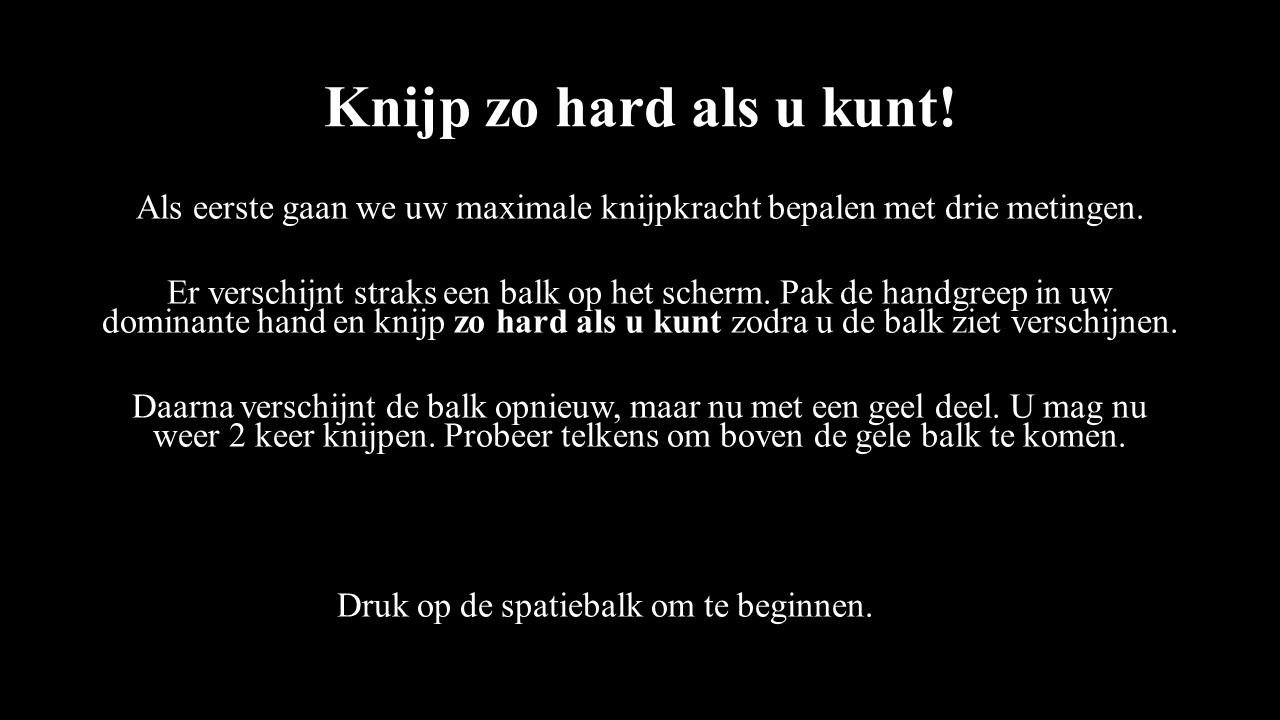 Knijp zo hard als u kunt!
Als eerste gaan we uw maximale knijpkracht bepalen met drie metingen.
Er verschijnt straks een balk op het scherm. Pak de handgreep in uw
dominante hand en knijp zo hard als u kunt zodra u de balk ziet verschijnen.
Daarna verschijnt de balk opnieuw, maar nu met een geel deel. U mag nu
weer 2 keer knijpen. Probeer telkens om boven de gele balk te komen.
Druk op de spatiebalk om te beginnen.